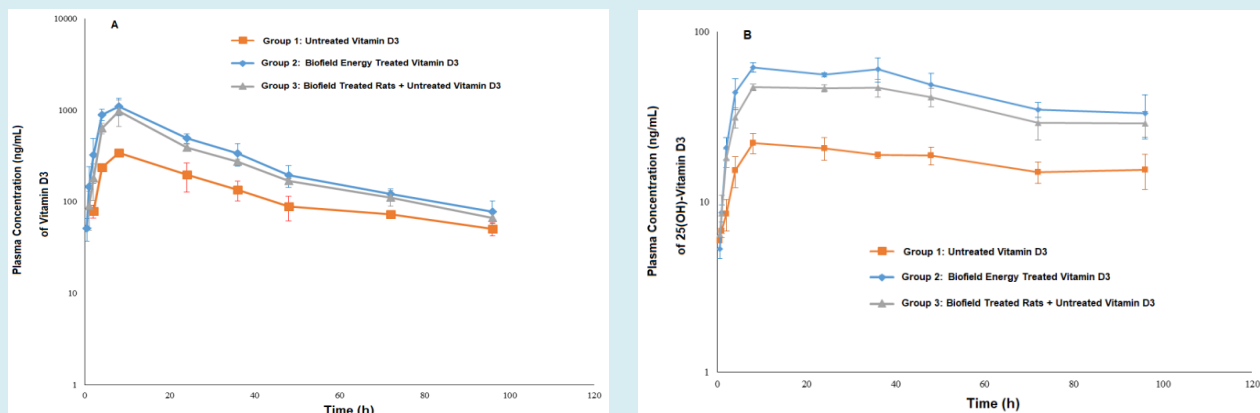 A
10000
1000
100
10
1
0
20
40
60
80
100
120
Plasma Concentration (ng/mL)
of Vitamin D3
Time (h)
Group 1: Untreated Vitamin D3
Group 2: Biofield Energy Treated Vitamin D3
Group 3: Biofield Treated Rats + Untreated Vitamin D3
B
100
10
1
0
20
40
60
80
100
120
Plasma Concentration (ng/mL)
of 25(OH)-Vitamin D3
Time (h)
Group 1: Untreated Vitamin D3
Group 2: Biofield Energy Treated Vitamin D3
Group 3: Biofield Treated Rats + Untreated Vitamin D3